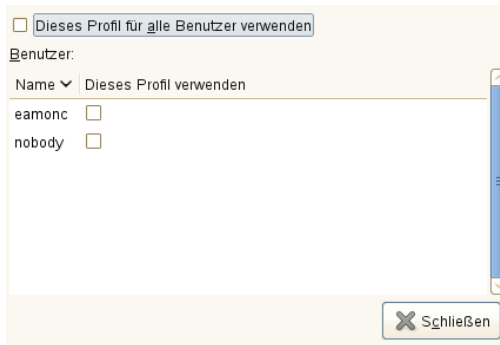 Dieses Profil für alle Benutzer verwenden
Benutzer:
Name Dieses Profil verwenden
eamonc
nobody
Schließen